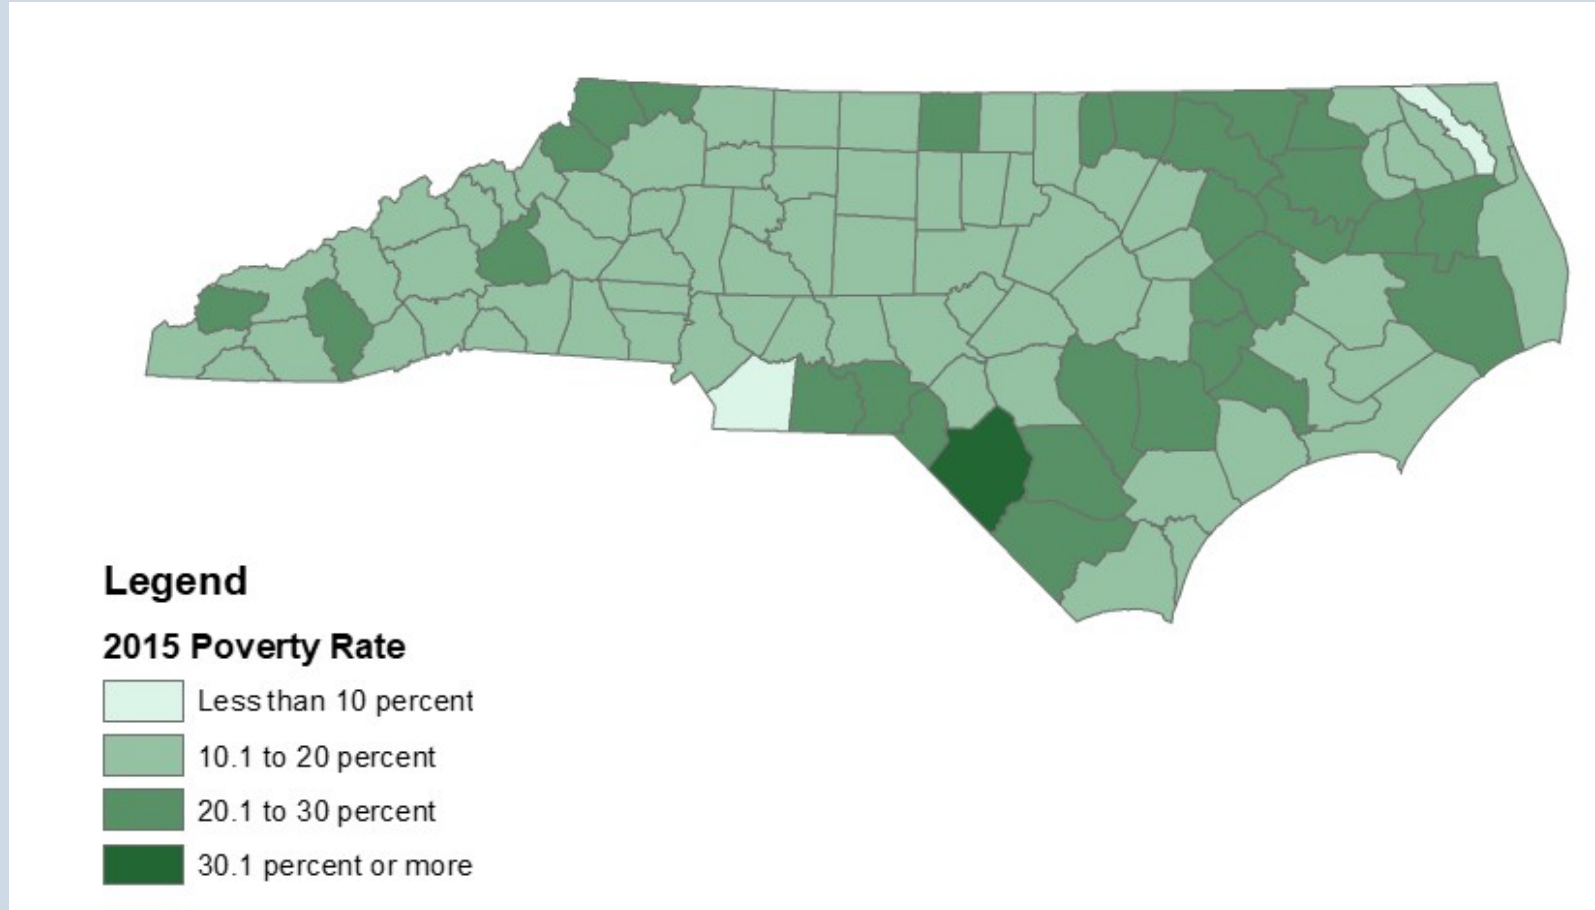 Legend
2015 Poverty Rate
Less than 10 percent
10.1 to 20 percent
20.1 to 30 percent
30.1 percent or more